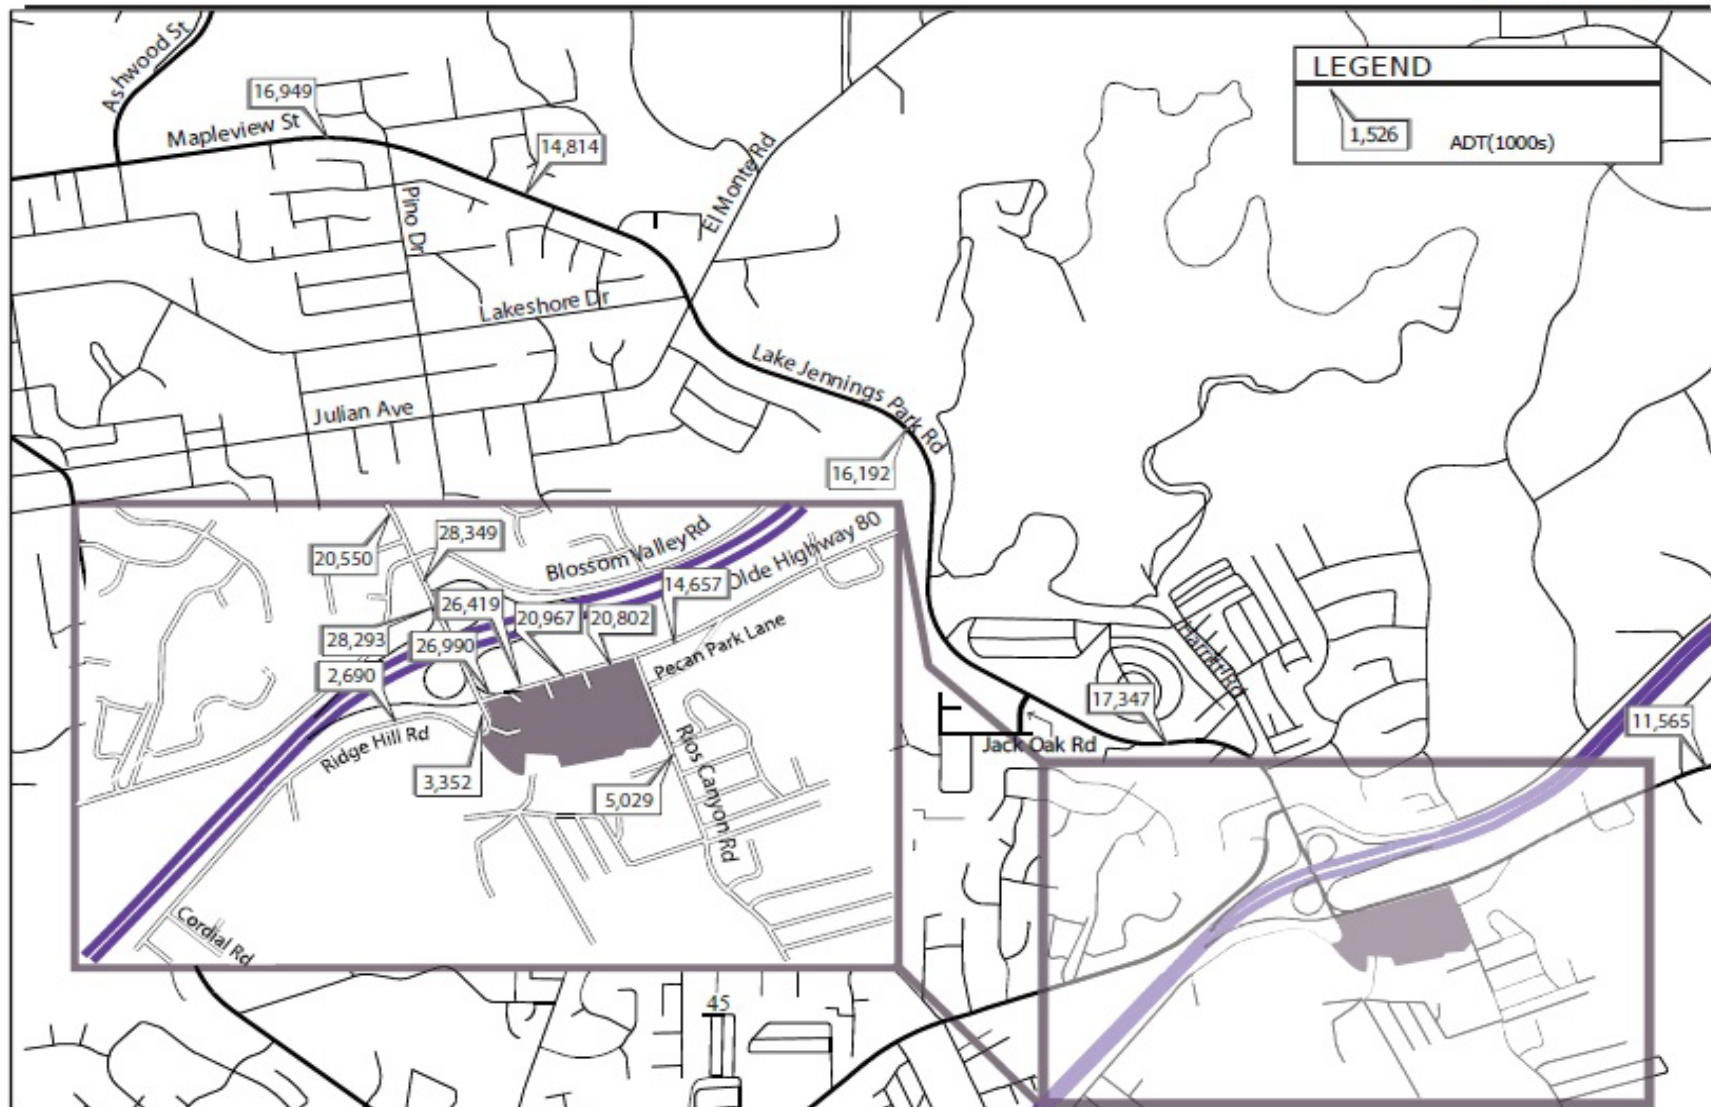 Ashwood St
16,949
Mapleview St
14,814
El Monte Rd
LEGEND
1,526
ADT(1000s)
Pino Dr
Lakeshore Dr
Lake Jennings Park Rd
Julian Ave
16,192
20,550
28,349
Blossom Valley Rd
Olde Highway 80
14,657
26,419
20,967
20,802
28,293
26,990
Pecan Park Lane
2,690
Ridge Hill Rd
3,352
5,029
Rios Canyon Rd
Cordial Rd
Harritt Rd
17,347
Jack Oak Rd
11,565
45